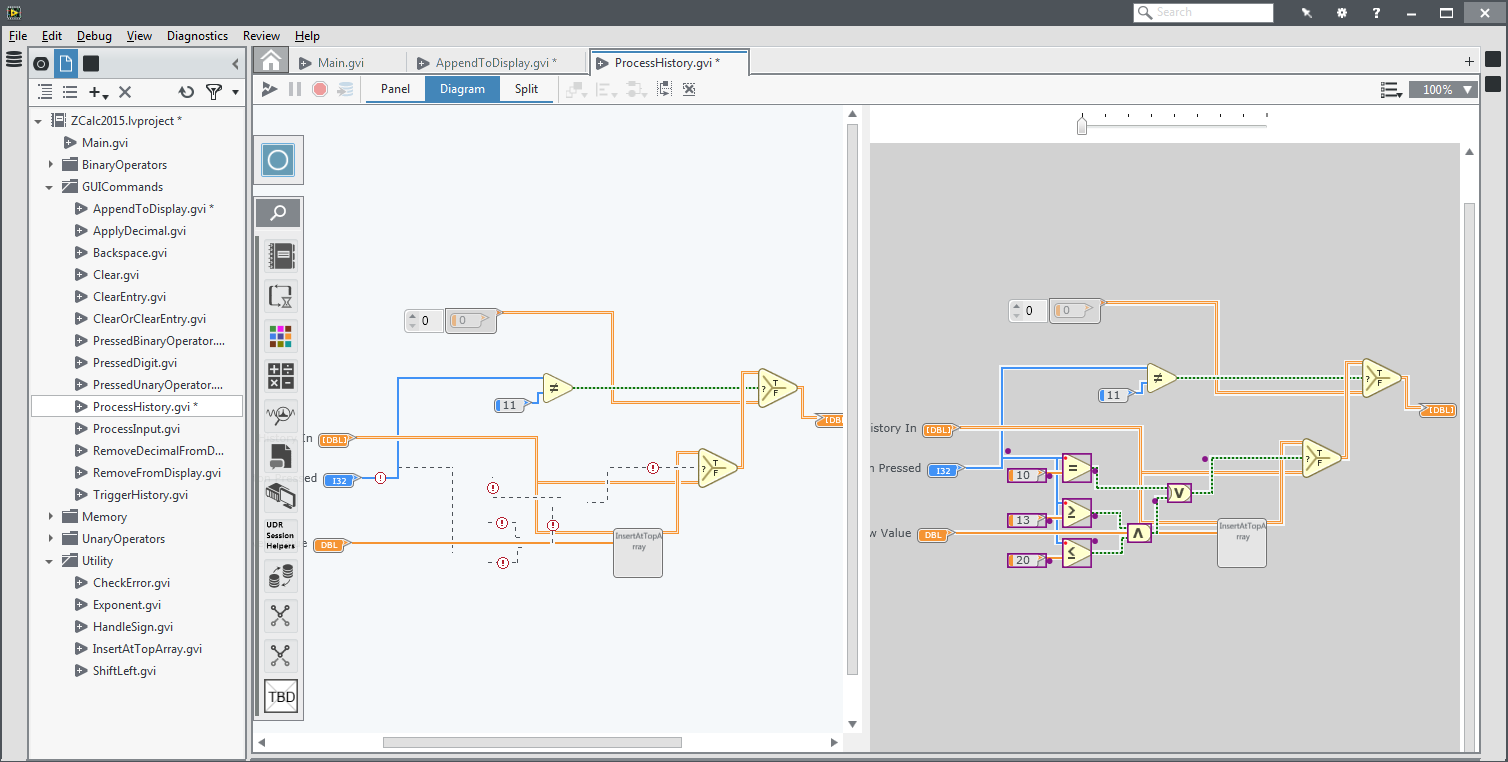 Search
?
File Edit Debug View Diagnostics Review Help
Main.gvi
AppendToDisplay.gvi *
ProcessHistory.gvi *
Panel Diagram Split
100%
ZCalc2015.lvproject *
Main.gvi
BinaryOperators
GUICommands
AppendToDisplay.gvi *
ApplyDecimal.gvi
Backspace.gvi
Clear.gvi
ClearEntry.gvi
ClearOrClearEntry.gvi
PressedBinaryOperator....
PressedDigit.gvi
PressedUnaryOperator....
ProcessHistory.gvi *
ProcessInput.gvi
RemoveDecimalFromD...
RemoveFromDisplay.gvi
TriggerHistory.gvi
Memory
UnaryOperators
Utility
CheckError.gvi
Exponent.gvi
HandleSign.gvi
InsertAtTopArray.gvi
ShiftLeft.gvi
UDR
Session
Helpers
TBD
0 0
≠
11
? T
F
[DB
In [DBL]
ed I32
? T
F
e DBL
InsertAtTopA
rray
0 0
≠
11
? T
F
[DBL]
istory In [DBL]
n Pressed I32
10 =
? T
F
V
13 ≥
w Value DBL
Λ
InsertAtTopA
rray
20 ≤